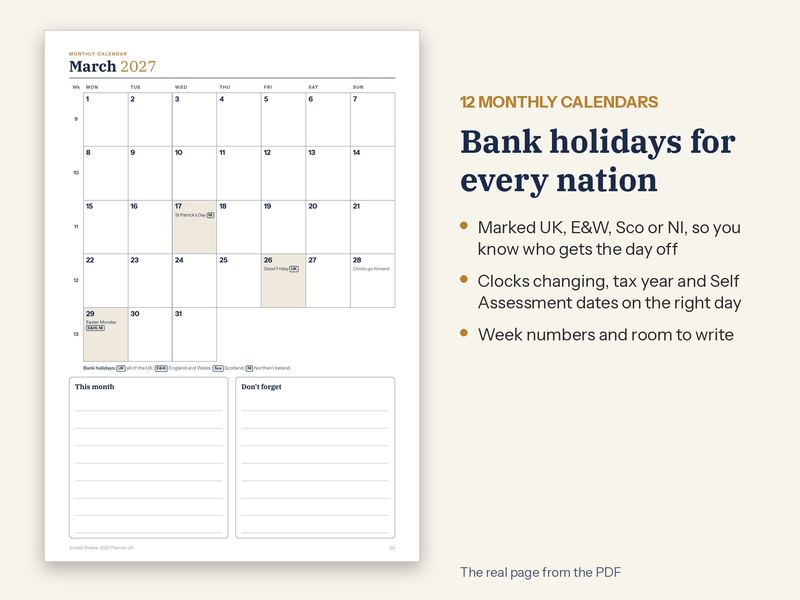 MONTHLY CALENDAR
March 2027
Wk MON TUE WED THU FRI SAT SUN
1 2 3 4 5 6 7
9
8 9 10 11 12 13 14
10
15 16 17 18 19 20 21
St Patrick's Day NI
11
22 23 24 25 26 27 28
Good Friday UK Clocks go forward
12
29 30 31
Easter Monday
E&W, NI
13
Bank holidays: UK all of the UK E&W England and Wales Sco Scotland NI Northern Ireland
This month Don't forget
Sorted Sheets · 2027 Planner UK 20
12 MONTHLY CALENDARS
Bank holidays for
every nation
Marked UK, E&W, Sco or NI, so you
know who gets the day off
Clocks changing, tax year and Self
Assessment dates on the right day
Week numbers and room to write
The real page from the PDF